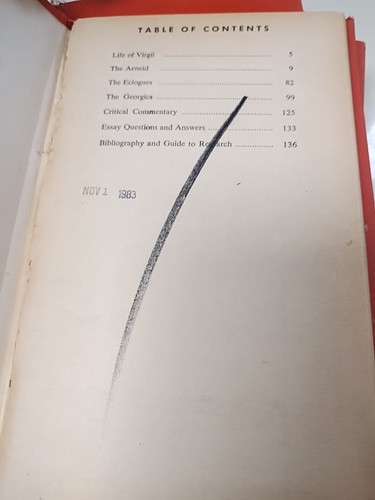 TABLE OF CONTENTS
Life of Virgil ........ 5
The Aeneid ........ 9
The Eclogues ........ 82
The Georgics ........ 99
Critical Commentary ........ 125
Essay Questions and Answers ........ 133
Bibliography and Guide to Research ........ 136
NOV 1 1983